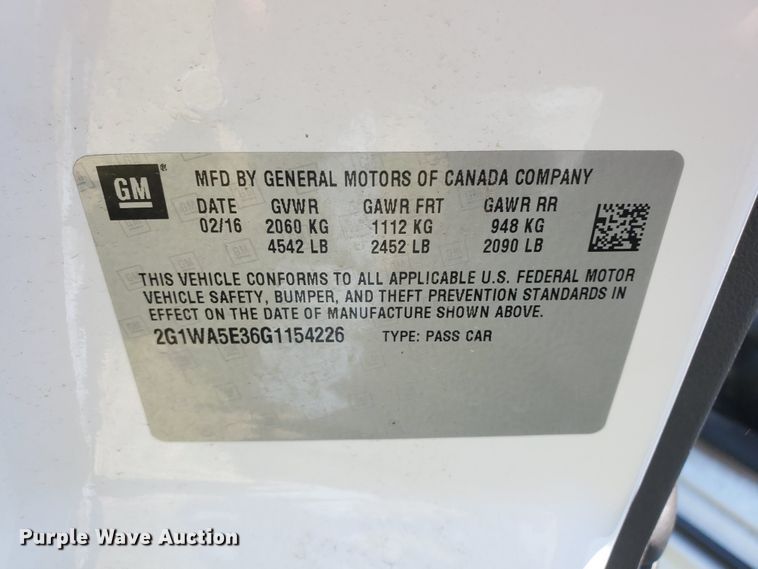 GM® MFD BY GENERAL MOTORS OF CANADA COMPANY
DATE GVWR GAWR FRT GAWR RR
02/16 2060 KG 1112 KG 948 KG
4542 LB 2452 LB 2090 LB
THIS VEHICLE CONFORMS TO ALL APPLICABLE U.S. FEDERAL MOTOR
VEHICLE SAFETY, BUMPER, AND THEFT PREVENTION STANDARDS IN
EFFECT ON THE DATE OF MANUFACTURE SHOWN ABOVE.
2G1WA5E36G1154226 TYPE: PASS CAR
Purple Wave Auction